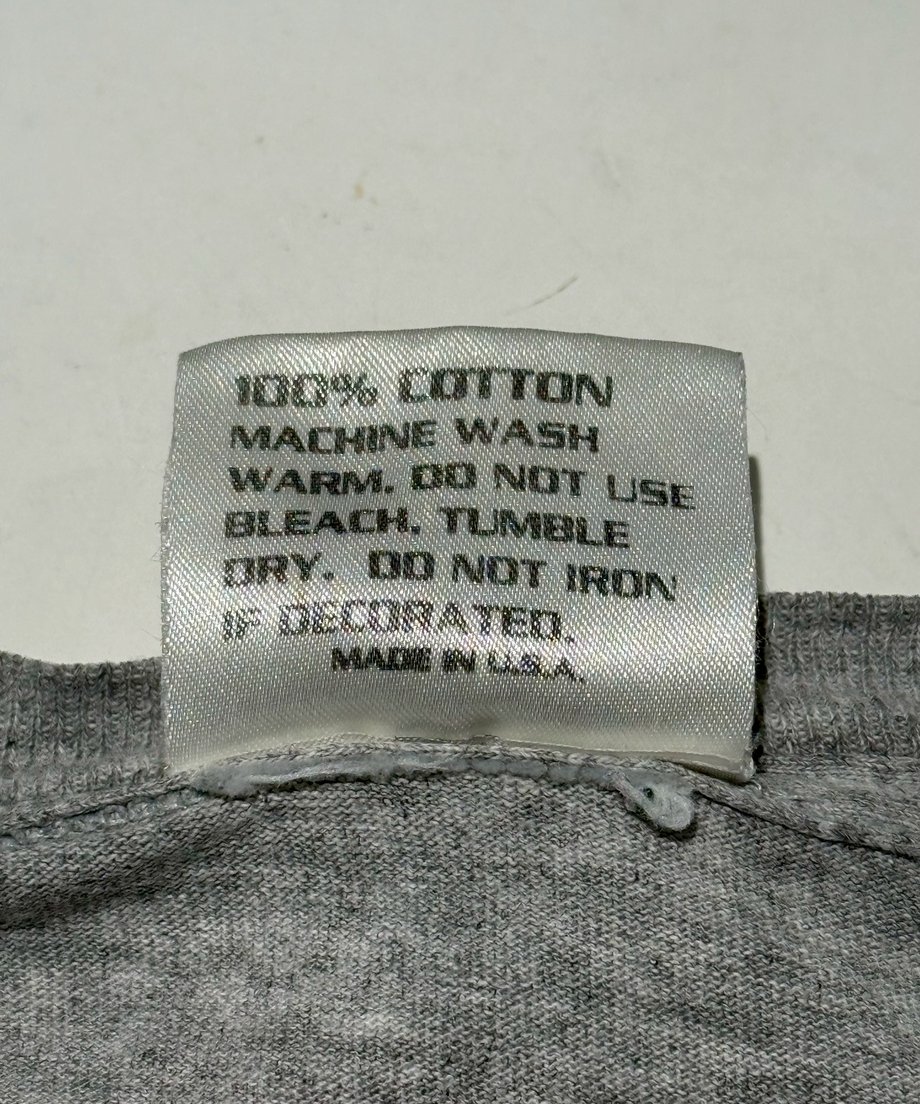 100% COTTON
MACHINE WASH
WARM. DO NOT USE
BLEACH. TUMBLE
DRY. DO NOT IRON
IF DECORATED.
MADE IN U.S.A.